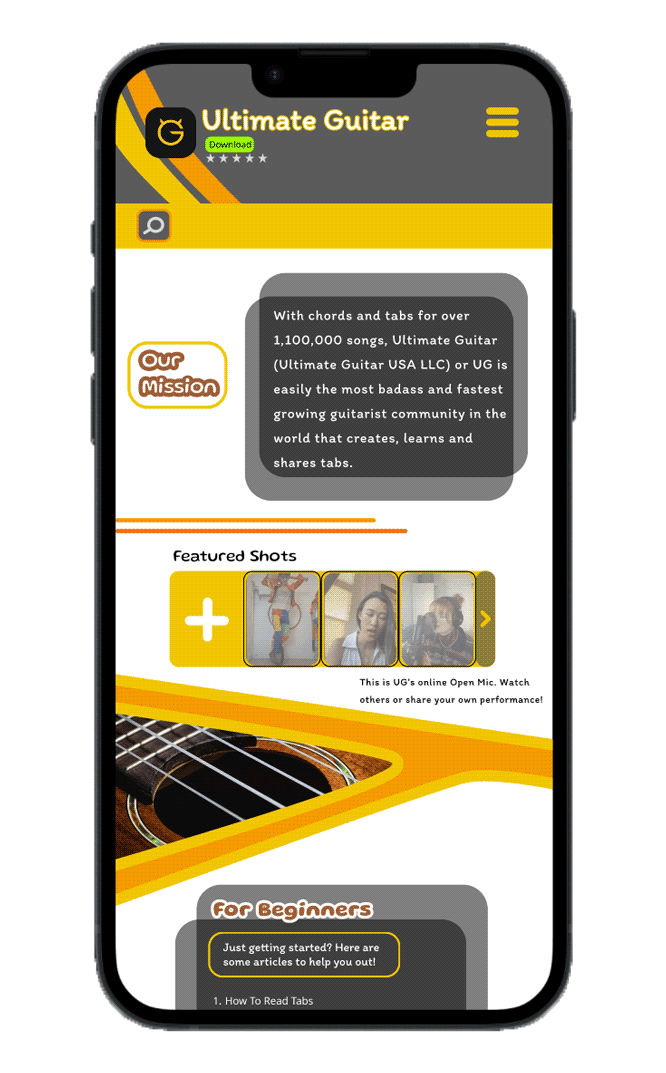 Ultimate Guitar
Download
Our
Mission
With chords and tabs for over
1,100,000 songs, Ultimate Guitar
(Ultimate Guitar USA LLC) or UG is
easily the most badass and fastest
growing guitarist community in the
world that creates, learns and
shares tabs.
Featured Shots
This is UG's online Open Mic. Watch
others or share your own performance!
For Beginners
Just getting started? Here are
some articles to help you out!
1. How To Read Tabs